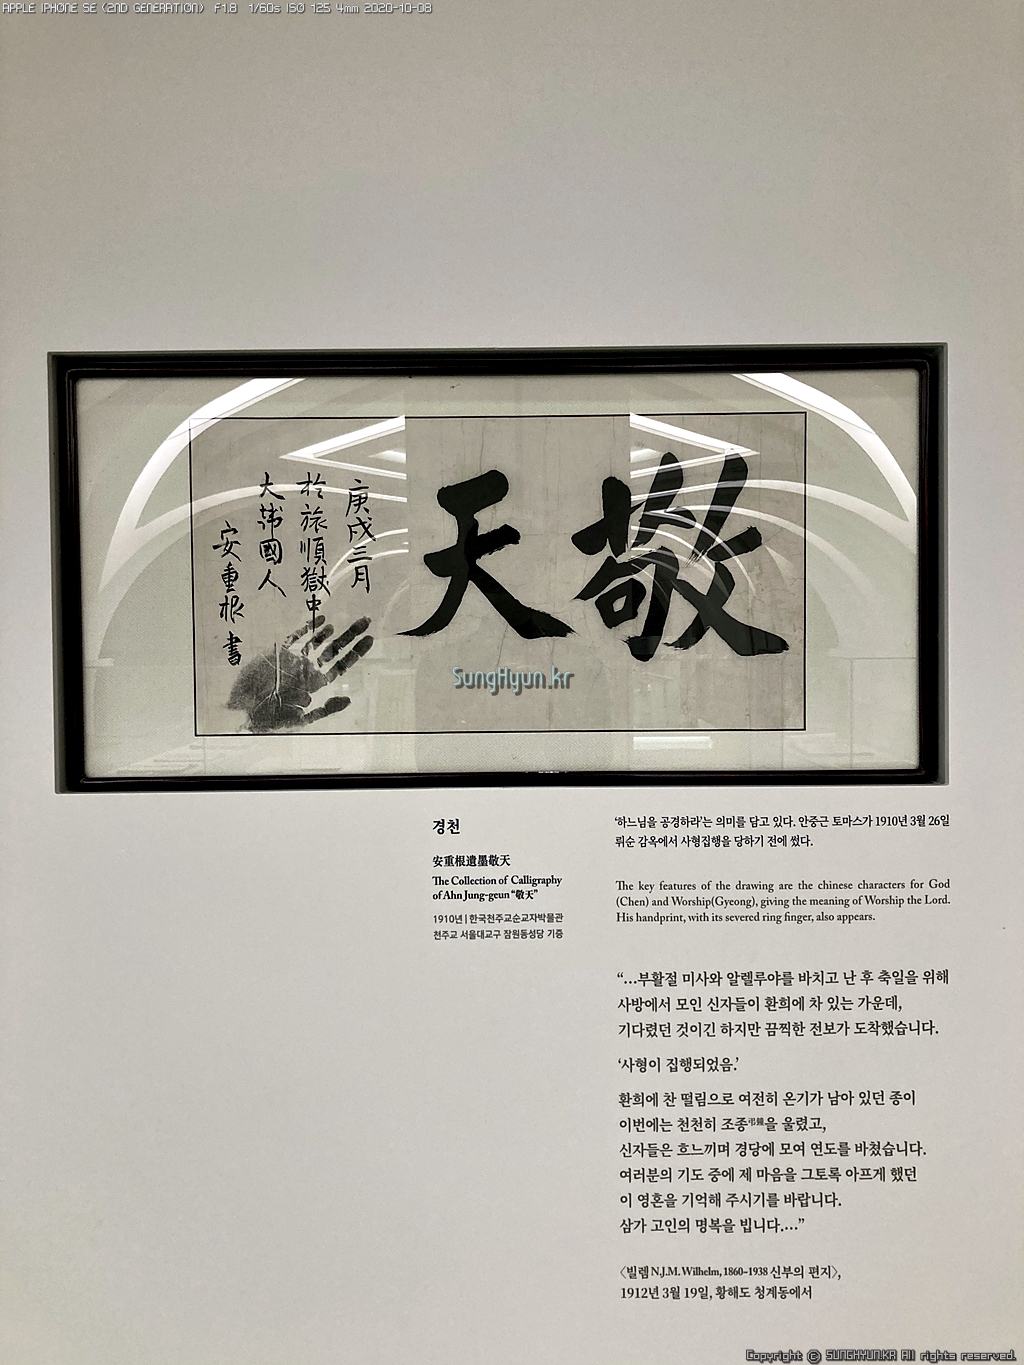 APPLE IPHONE SE (2ND GENERATION) F1.8 1/60s ISO 125 4mm 2020-10-08
敬天
庚戌三月
於旅順獄中
大韓國人
安重根書
SungHyun.kr
경천
安重根遺墨敬天
The Collection of Calligraphy
of Ahn Jung-geun “敬天”
1910년 | 한국천주교순교자박물관
천주교 서울대교구 잠원동성당 기증
‘하느님을 공경하라’는 의미를 담고 있다. 안중근 토마스가 1910년 3월 26일
뤼순 감옥에서 사형집행을 당하기 전에 썼다.
The key features of the drawing are the chinese characters for God
(Chen) and Worship(Gyeong), giving the meaning of Worship the Lord.
His handprint, with its severed ring finger, also appears.
“…부활절 미사와 알렐루야를 바치고 난 후 축일을 위해
사방에서 모인 신자들이 환희에 차 있는 가운데,
기다렸던 것이긴 하지만 끔찍한 전보가 도착했습니다.
‘사형이 집행되었음.’
환희에 찬 떨림으로 여전히 온기가 남아 있던 종이
이번에는 천천히 조종弔鐘을 울렸고,
신자들은 흐느끼며 경당에 모여 연도를 바쳤습니다.
여러분의 기도 중에 제 마음을 그토록 아프게 했던
이 영혼을 기억해 주시기를 바랍니다.
삼가 고인의 명복을 빕니다.…”
〈빌렘 N.J.M. Wilhelm, 1860-1938 신부의 편지〉,
1912년 3월 19일, 황해도 청계동에서
Copyright ⓒ SUNGHYUN.KR All rights reserved.